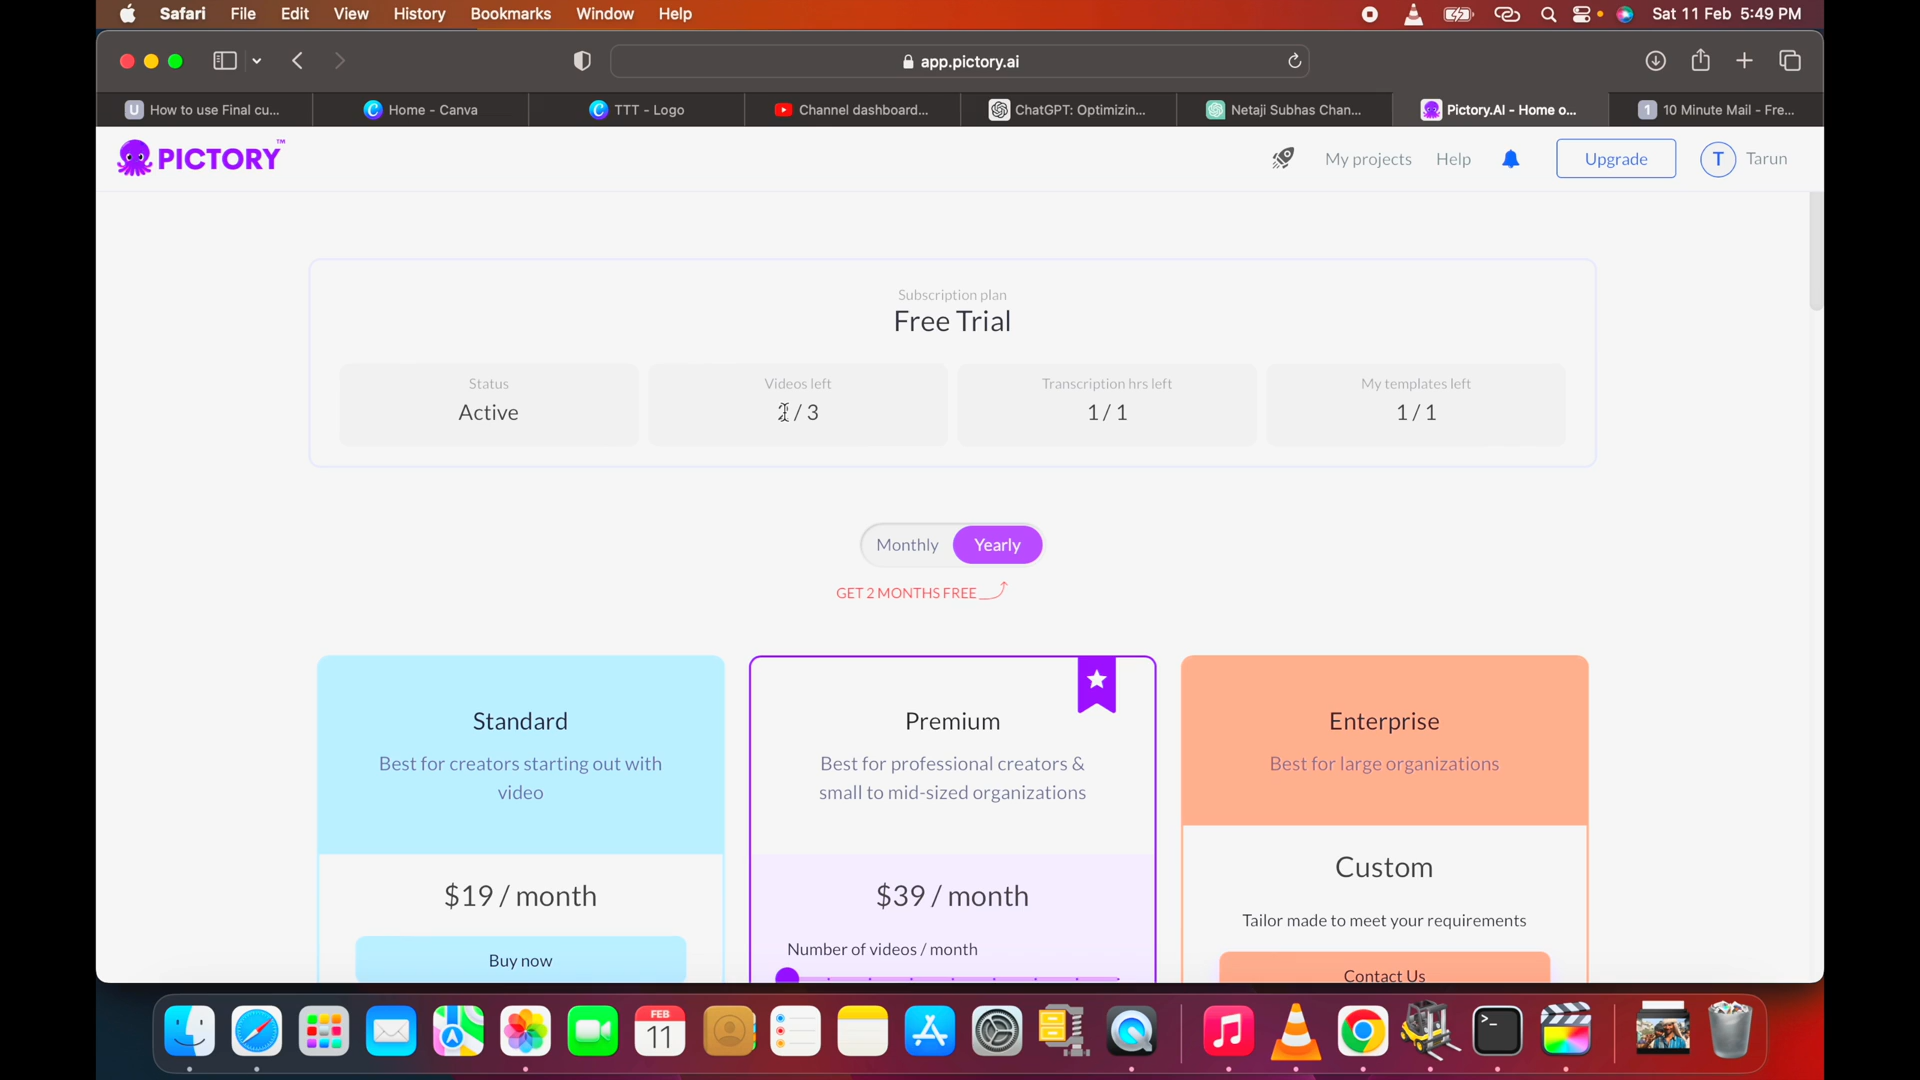 Safari File Edit View History Bookmarks Window Help Sat 11 Feb 5:49 PM
app.pictory.ai
U How to use Final cu... Home - Canva TTT - Logo Channel dashboard... ChatGPT: Optimizin... Netaji Subhas Chan... Pictory.AI - Home o... 1 10 Minute Mail - Fre...
PICTORY™ My projects Help Upgrade T Tarun
Subscription plan
Free Trial
Status Videos left Transcription hrs left My templates left
Active / 3 1 / 1 1 / 1
Monthly Yearly
GET 2 MONTHS FREE
Standard
Best for creators starting out with
video
$19 / month
Buy now
Premium
Best for professional creators &
small to mid-sized organizations
$39 / month
Number of videos / month
Enterprise
Best for large organizations
Custom
Tailor made to meet your requirements
Contact Us
FEB
11